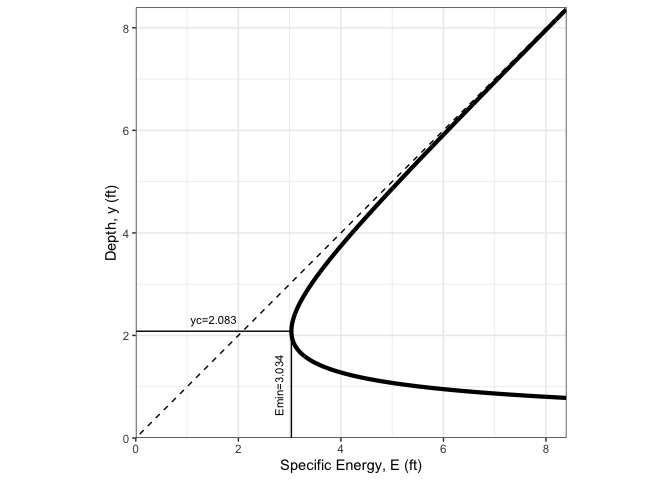 8
6
4
2
0
Depth, y (ft)
yc=2.083
Emin=3.034
0 2 4 6 8
Specific Energy, E (ft)